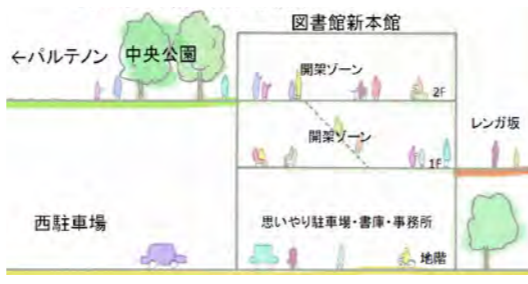 図書館新本館
←パルテノン
中央公園
開架ゾーン
2F
開架ゾーン
1F
レンガ坂
西駐車場
思いやり駐車場・書庫・事務所
地階